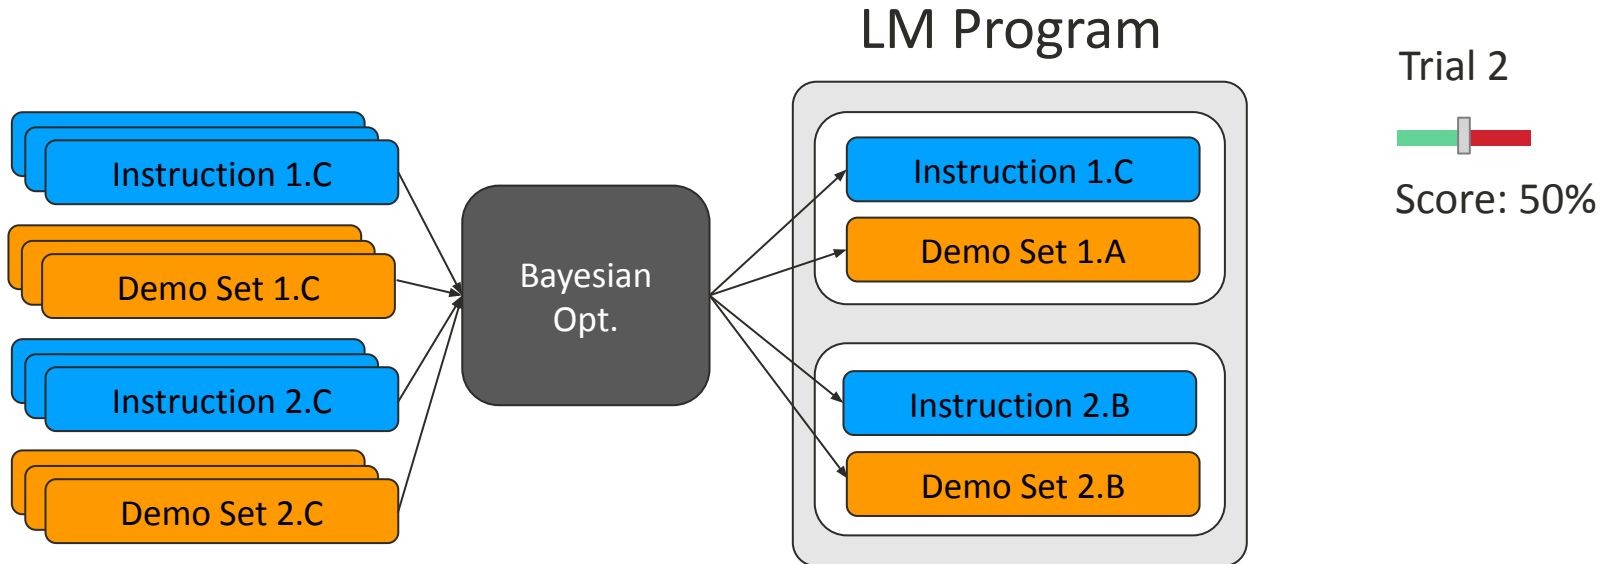 LM Program
Trial 2
Score: 50%
Instruction 1.C
Demo Set 1.C
Instruction 2.C
Demo Set 2.C
Bayesian
Opt.
Instruction 1.C
Demo Set 1.A
Instruction 2.B
Demo Set 2.B